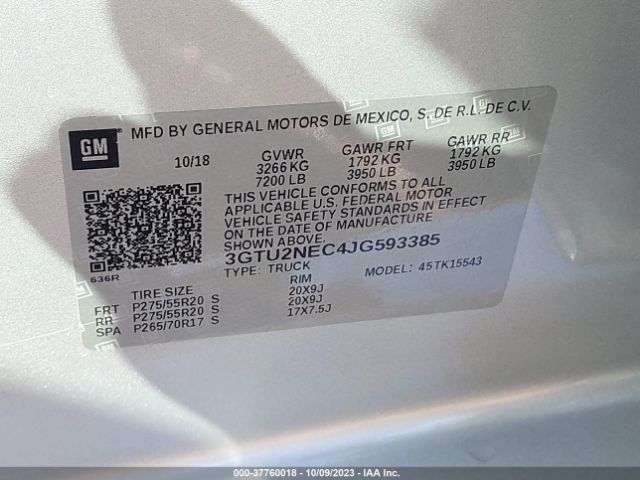 GM
MFD BY GENERAL MOTORS DE MEXICO, S. DE R.L. DE C.V.
10/18 GVWR GAWR FRT GAWR RR
3266 KG 1792 KG 1792 KG
7200 LB 3950 LB 3950 LB
THIS VEHICLE CONFORMS TO ALL
APPLICABLE U.S. FEDERAL MOTOR
VEHICLE SAFETY STANDARDS IN EFFECT
ON THE DATE OF MANUFACTURE
SHOWN ABOVE.
3GTU2NEC4JG593385
636R TYPE: TRUCK MODEL: 45TK15543
TIRE SIZE RIM
FRT P275/55R20 S 20X9J
RR P275/55R20 S 20X9J
SPA P265/70R17 S 17X7.5J
000-37760018 - 10/09/2023 - IAA Inc.